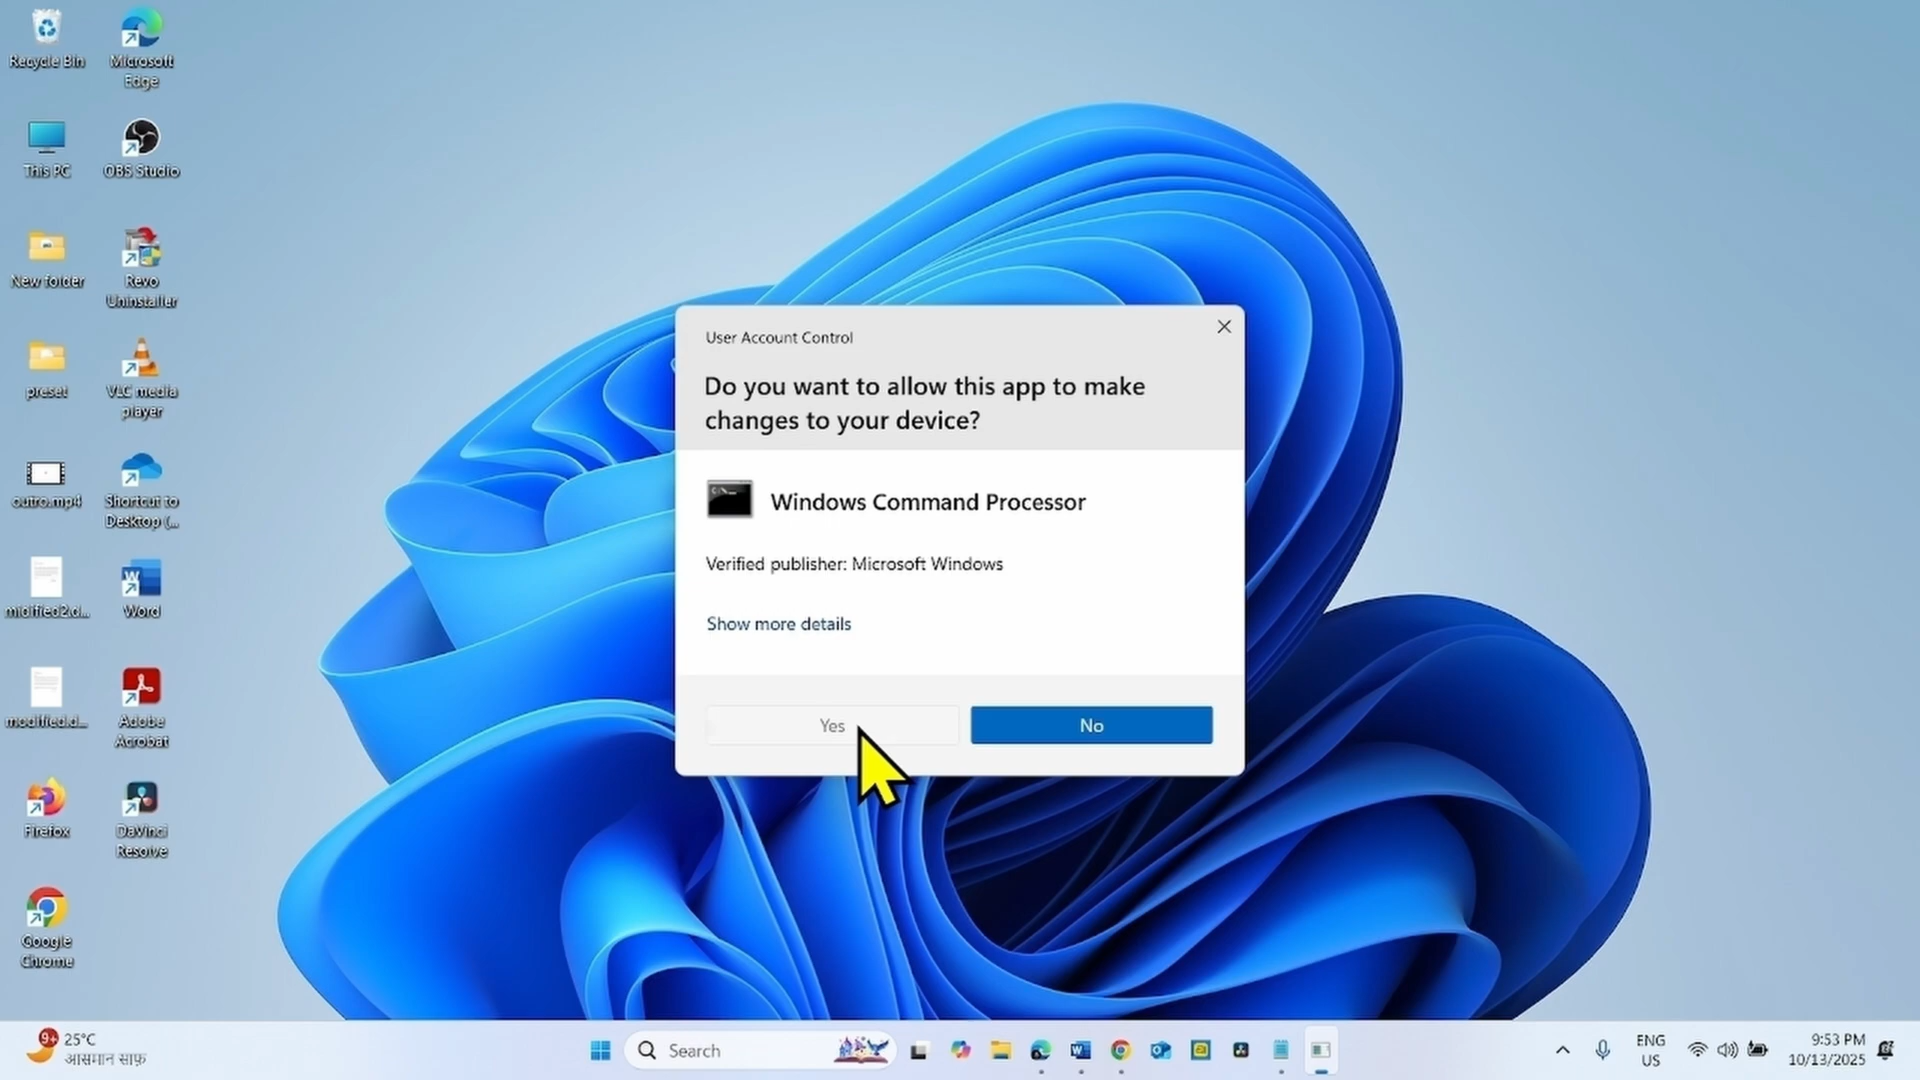 Recycle Bin
Microsoft
Edge
This PC
OBS Studio
New folder
Revo
Uninstaller
preset
VLC media
player
outro.mp4
Shortcut to
Desktop (...
midified2.d...
Word
modified.d...
Adobe
Acrobat
Firefox
DaVinci
Resolve
Google
Chrome
User Account Control
Do you want to allow this app to make
changes to your device?
C:\
Windows Command Processor
Verified publisher: Microsoft Windows
Show more details
Yes
No
9+
25°C
आसमान साफ़
Search
ENG
US
9:53 PM
10/13/2025